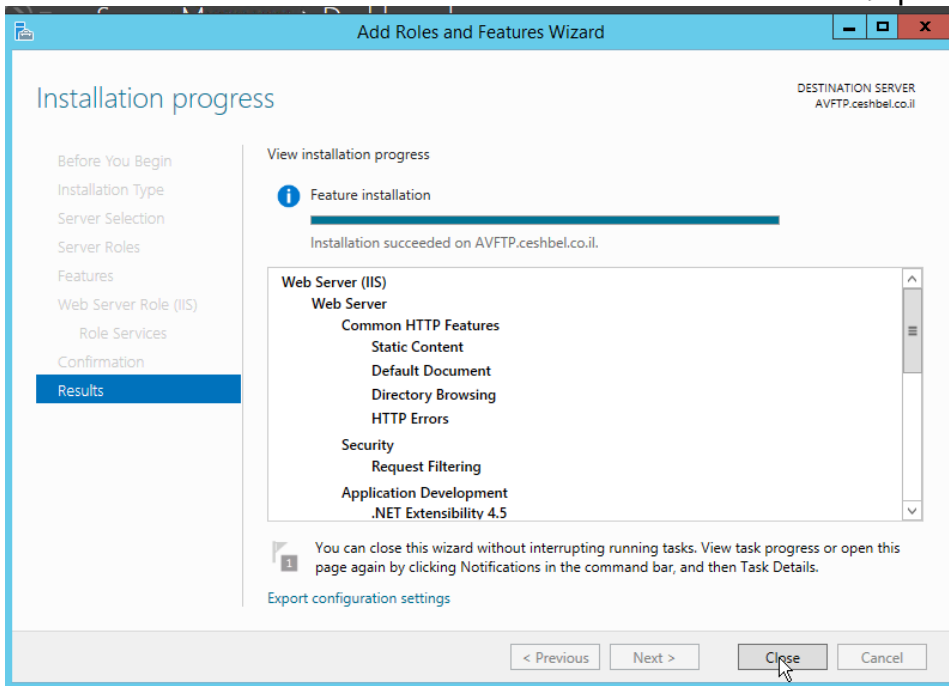 Add Roles and Features Wizard
Installation progress
DESTINATION SERVER
AVFTP.ceshbel.co.il
Before You Begin
Installation Type
Server Selection
Server Roles
Features
Web Server Role (IIS)
Role Services
Confirmation
Results
View installation progress
Feature installation
Installation succeeded on AVFTP.ceshbel.co.il.
Web Server (IIS)
Web Server
Common HTTP Features
Static Content
Default Document
Directory Browsing
HTTP Errors
Security
Request Filtering
Application Development
.NET Extensibility 4.5
1
You can close this wizard without interrupting running tasks. View task progress or open this
page again by clicking Notifications in the command bar, and then Task Details.
Export configuration settings
< Previous
Next >
Close
Cancel